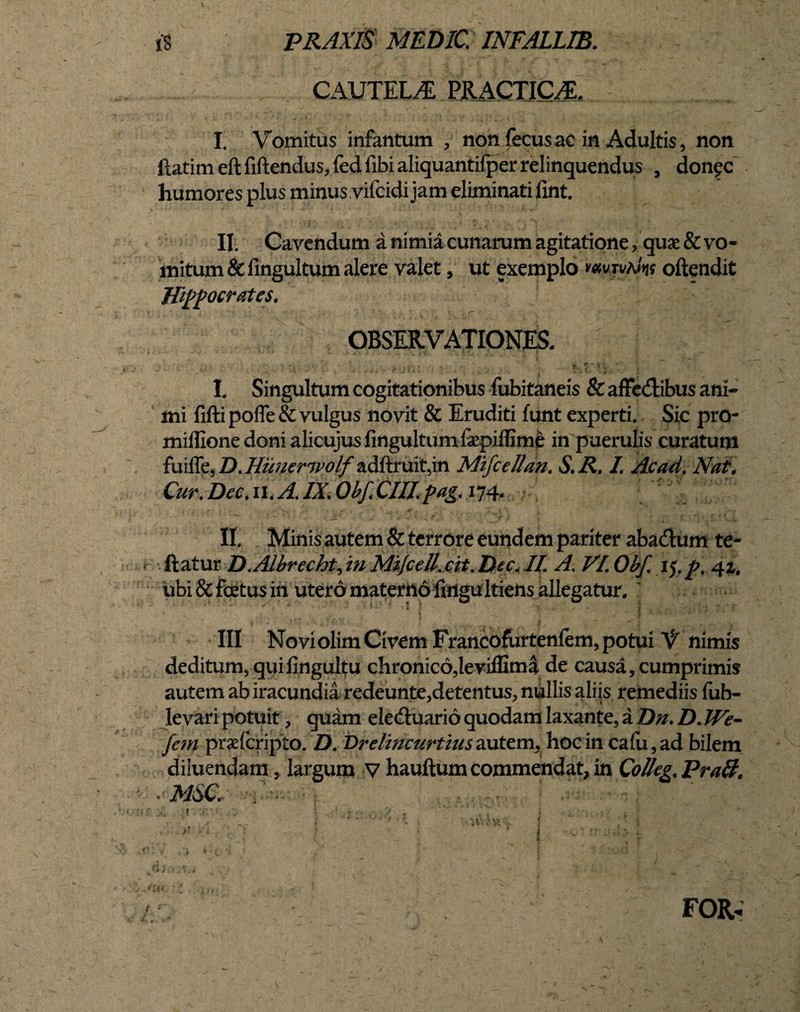 18 PRAXIS MEDIC. INFALLIB.
CAUTELÆ PRACTICÆ.
I. Vomitus infantum , non ſecus ac in Adultis, non
ſtatim eſt ſiſtendus, ſed ſibi aliquantiſper relinquendus , donęc
humores plus minus viſcidi jam eliminati ſint.
II. Cavendum à nimiâ cunarum agitatione, quæ & vo-
mitum & ſingultum alere valet, ut exemplo oſtendit
Hippocrates.
OBSERVATIONES.
I. Singultum cogitationibus ſubitaneis & affectibus ani-
mi ſiſti poſſe & vulgus novit & Eruditi ſunt experti. Sic pro-
miſſione doni alicujus ſingultum ſæpiſſimè in puerulis curatum
fuiſſe, D. Hünerwolf adſtruit, in Miſcellan. S. R. I. Acad. Nat.
Cur. Dec. II. A. IX. Obſ. CIII. pag. 174.
II. Minis autem & terrore eundem pariter abactum te-
ſtatur D. Albrecht, in Miſcell. cit. Dec. II. A. VI. Obſ. 15. p. 42.
ubi & fœtus in utero materno ſingultiens allegatur.
III Novi olim Civem Francofurtenſem, potui nimis
deditum, qui ſingultu chronicô, leviſſimâ de causâ, cumprimis
autem ab iracundiâ redeunte, detentus, nullis aliis remediis ſub-
levari potuit, quàm electuariô quodam laxante, à Dn. D. We-
ſem præſcripto. D. Drelincurtius autem, hoc in caſu, ad bilem
diluendam, largum ▽ hauſtum commendat, in Colleg. Pract.
MSC.
FOR-